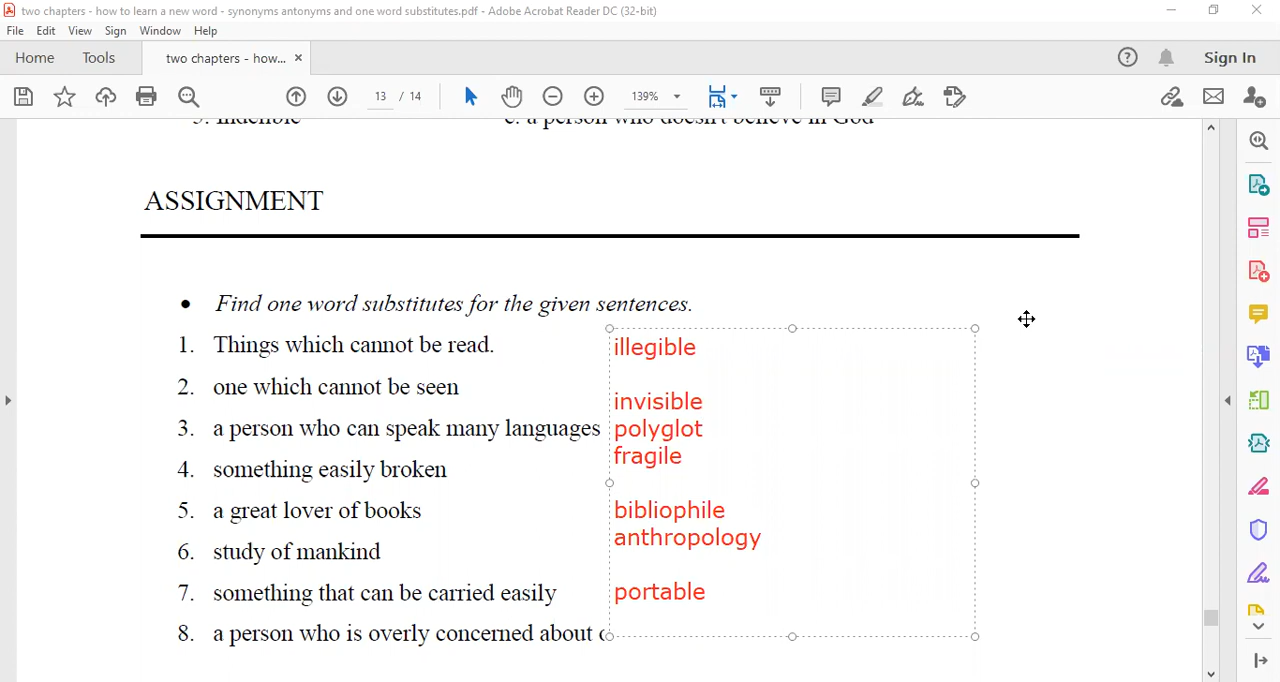 two chapters - how to learn a new word - synonyms antonyms and one word substitutes.pdf - Adobe Acrobat Reader DC (32-bit)
File Edit View Sign Window Help
Home Tools two chapters - how... × Sign In
13 / 14 139%
5. Indelible e. a person who doesn't believe in God
ASSIGNMENT
• Find one word substitutes for the given sentences.
1. Things which cannot be read. illegible
2. one which cannot be seen invisible
3. a person who can speak many languages polyglot
4. something easily broken fragile
5. a great lover of books bibliophile
6. study of mankind anthropology
7. something that can be carried easily portable
8. a person who is overly concerned about